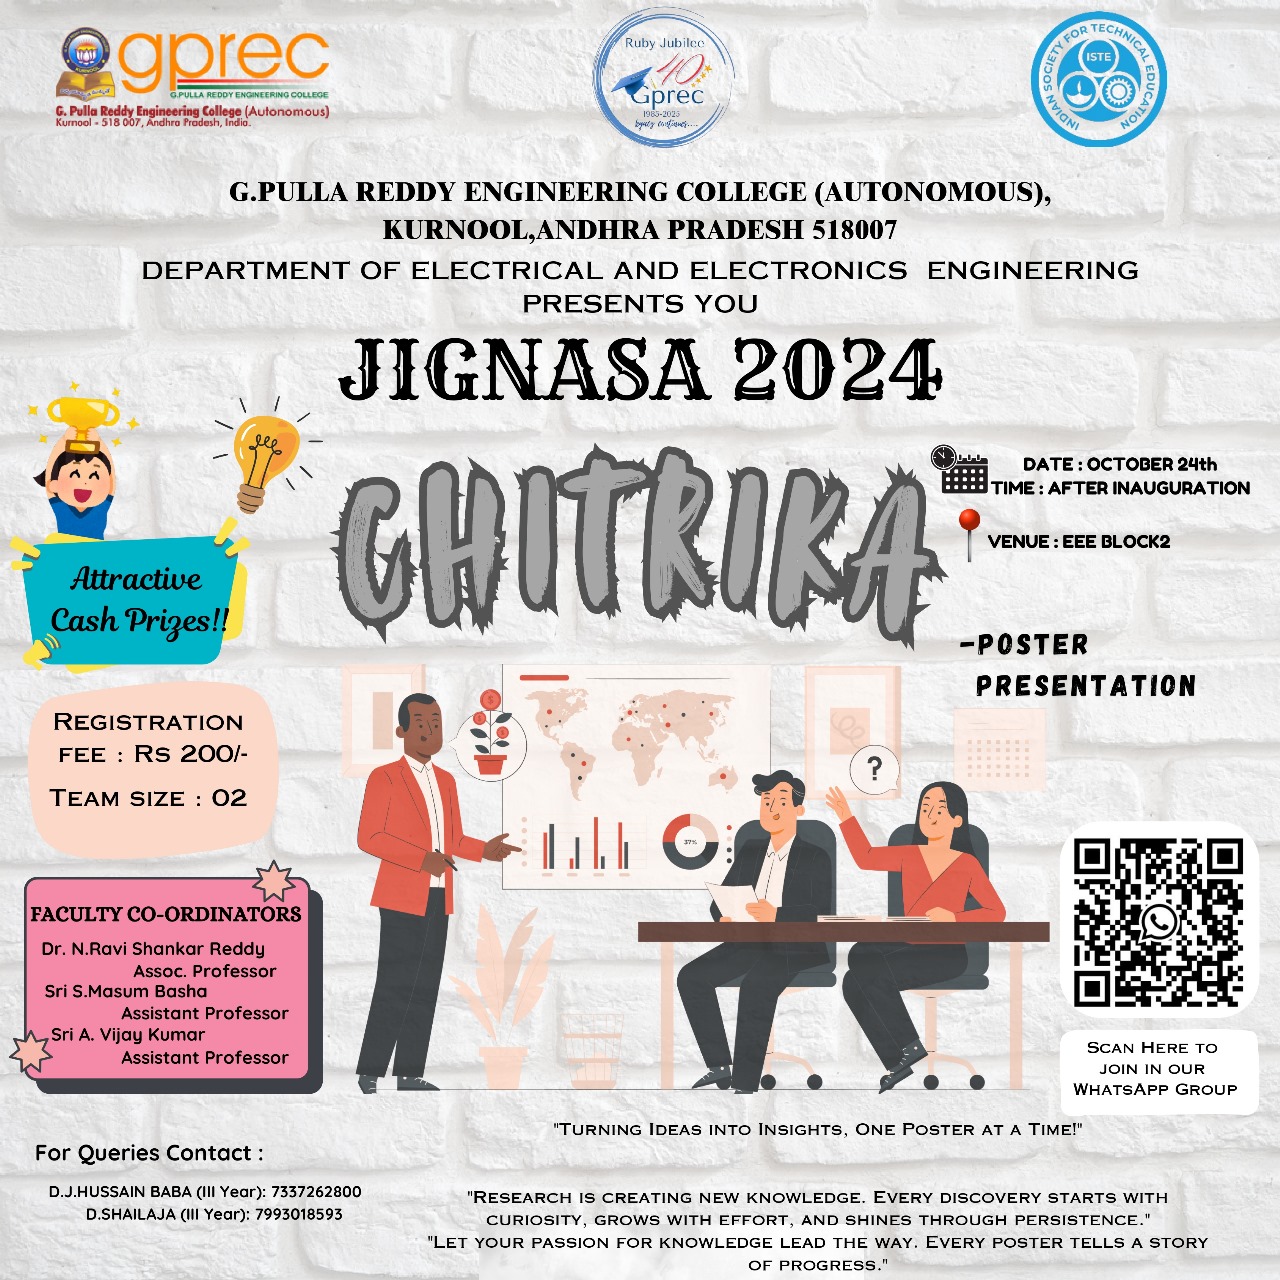 gprec
G.PULLA REDDY ENGINEERING COLLEGE
G. Pulla Reddy Engineering College (Autonomous)
Kurnool - 518 007, Andhra Pradesh, India.
Ruby Jubilee
40
Gprec
1985-2025
INDIAN SOCIETY FOR TECHNICAL EDUCATION
ISTE
G.PULLA REDDY ENGINEERING COLLEGE (AUTONOMOUS),
KURNOOL,ANDHRA PRADESH 518007
DEPARTMENT OF ELECTRICAL AND ELECTRONICS ENGINEERING
PRESENTS YOU
JIGNASA 2024
CHITRIKA
DATE : OCTOBER 24th
TIME : AFTER INAUGURATION
VENUE : EEE BLOCK2
-POSTER
PRESENTATION
Attractive
Cash Prizes!!
REGISTRATION
FEE : RS 200/-
TEAM SIZE : 02
?
37%
FACULTY CO-ORDINATORS
Dr. N.Ravi Shankar Reddy
Assoc. Professor
Sri S.Masum Basha
Assistant Professor
Sri A. Vijay Kumar
Assistant Professor
SCAN HERE TO
JOIN IN OUR
WHATSAPP GROUP
"TURNING IDEAS INTO INSIGHTS, ONE POSTER AT A TIME!"
For Queries Contact :
D.J.HUSSAIN BABA (III Year): 7337262800
D.SHAILAJA (III Year): 7993018593
"RESEARCH IS CREATING NEW KNOWLEDGE. EVERY DISCOVERY STARTS WITH
CURIOSITY, GROWS WITH EFFORT, AND SHINES THROUGH PERSISTENCE."
"LET YOUR PASSION FOR KNOWLEDGE LEAD THE WAY. EVERY POSTER TELLS A STORY
OF PROGRESS."